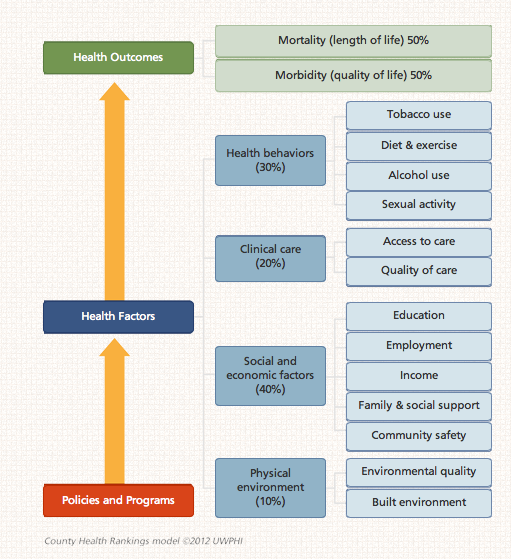 Health Outcomes
Mortality (length of life) 50%
Morbidity (quality of life) 50%
Health Factors
Health behaviors
(30%)
Tobacco use
Diet & exercise
Alcohol use
Sexual activity
Clinical care
(20%)
Access to care
Quality of care
Social and
economic factors
(40%)
Education
Employment
Income
Family & social support
Community safety
Physical
environment
(10%)
Environmental quality
Built environment
Policies and Programs
County Health Rankings model ©2012 UWPHI